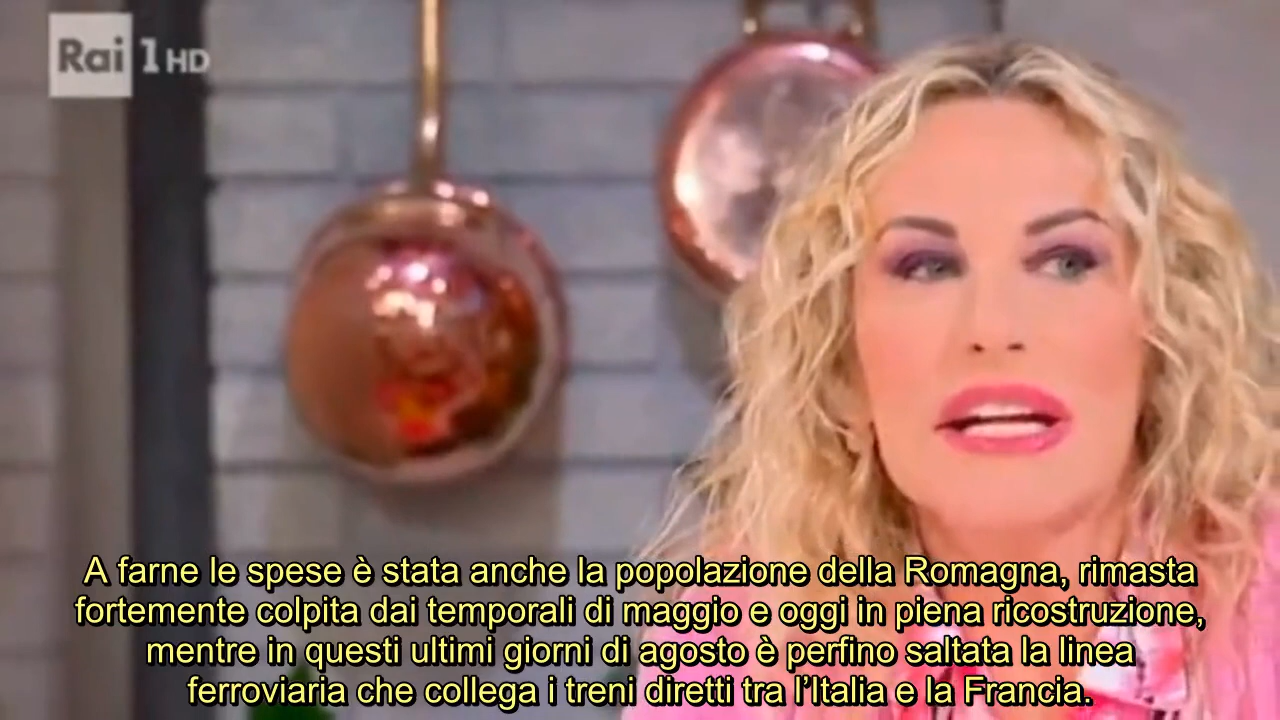 Rai 1 HD
A farne le spese è stata anche la popolazione della Romagna, rimasta
fortemente colpita dai temporali di maggio e oggi in piena ricostruzione,
mentre in questi ultimi giorni di agosto è perfino saltata la linea
ferroviaria che collega i treni diretti tra l'Italia e la Francia.